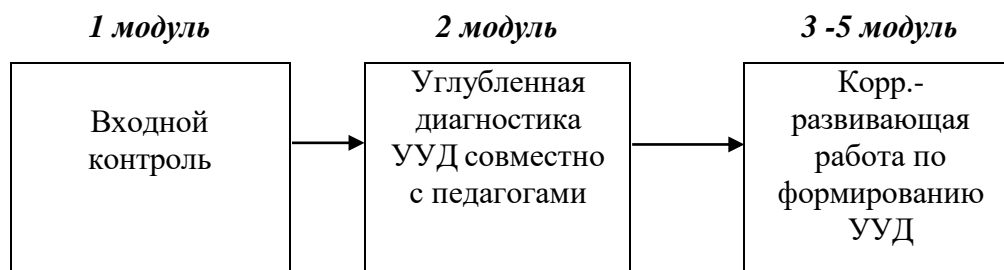 1 модуль
2 модуль
3 -5 модуль
Входной
контроль
Углубленная
диагностика
УУД совместно
с педагогами
Корр.-
развивающая
работа по
формированию
УУД